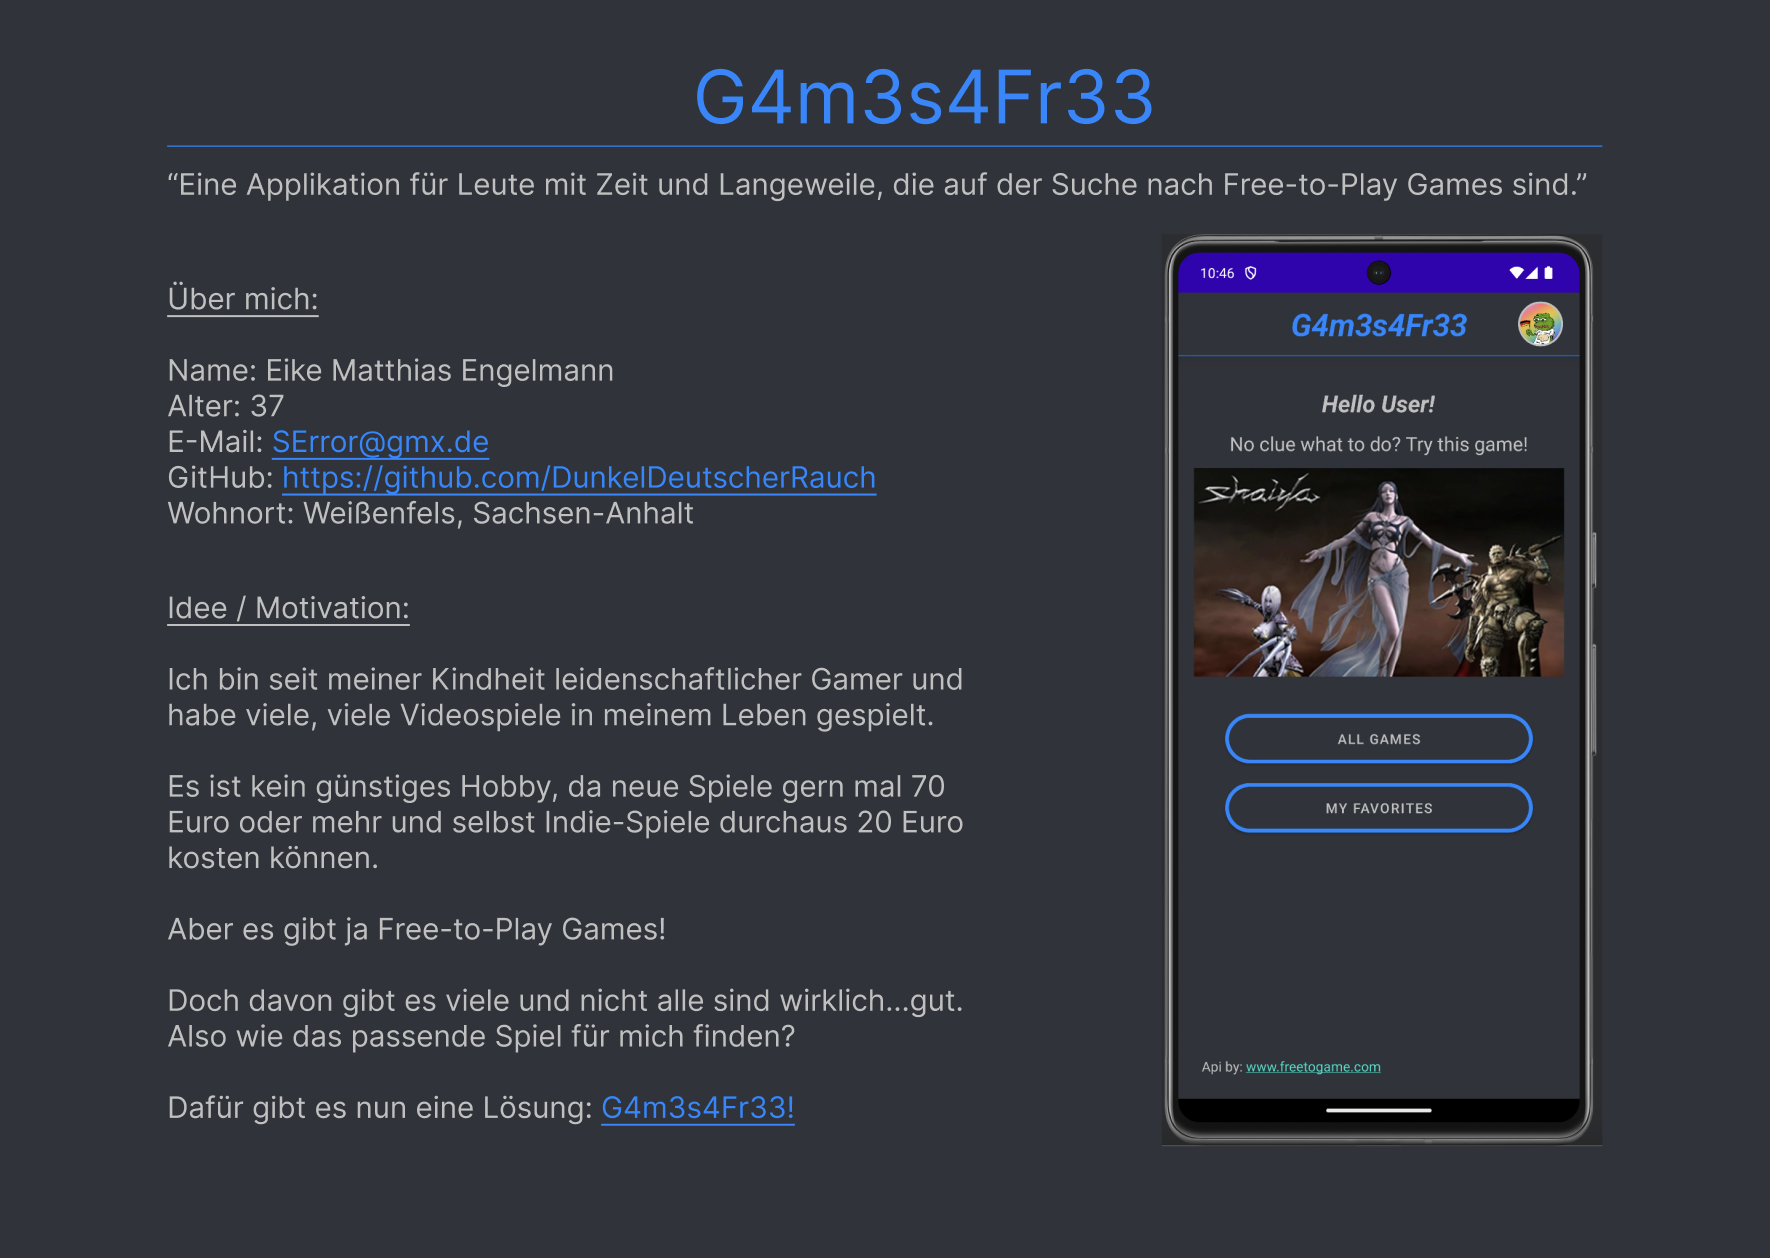 G4m3s4Fr33
“Eine Applikation für Leute mit Zeit und Langeweile, die auf der Suche nach Free-to-Play Games sind.”
Über mich:
Name: Eike Matthias Engelmann
Alter: 37
E-Mail: SError@gmx.de
GitHub: https://github.com/DunkelDeutscherRauch
Wohnort: Weißenfels, Sachsen-Anhalt
Idee / Motivation:
Ich bin seit meiner Kindheit leidenschaftlicher Gamer und
habe viele, viele Videospiele in meinem Leben gespielt.
Es ist kein günstiges Hobby, da neue Spiele gern mal 70
Euro oder mehr und selbst Indie-Spiele durchaus 20 Euro
kosten können.
Aber es gibt ja Free-to-Play Games!
Doch davon gibt es viele und nicht alle sind wirklich...gut.
Also wie das passende Spiel für mich finden?
Dafür gibt es nun eine Lösung: G4m3s4Fr33!
10:46
G4m3s4Fr33
Hello User!
No clue what to do? Try this game!
Shaiya
ALL GAMES
MY FAVORITES
Api by: www.freetogame.com